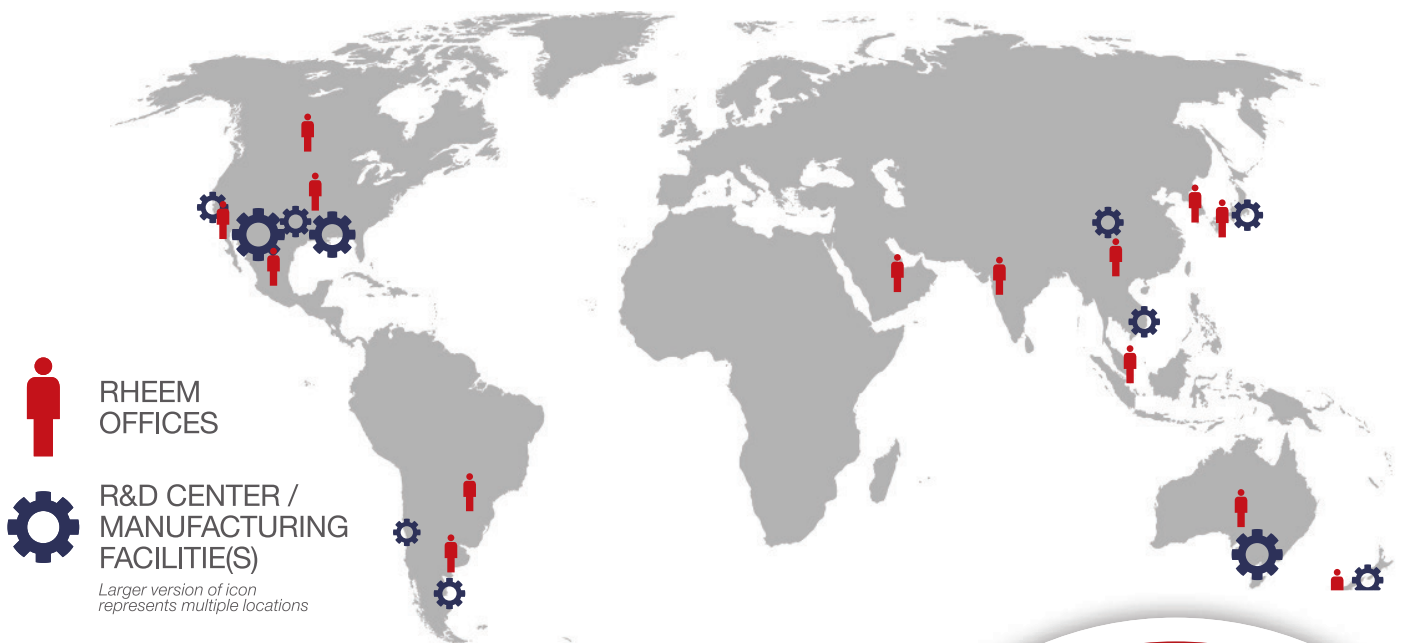 RHEEM
OFFICES
R&D CENTER /
MANUFACTURING
FACILITIE(S)
Larger version of icon
represents multiple locations